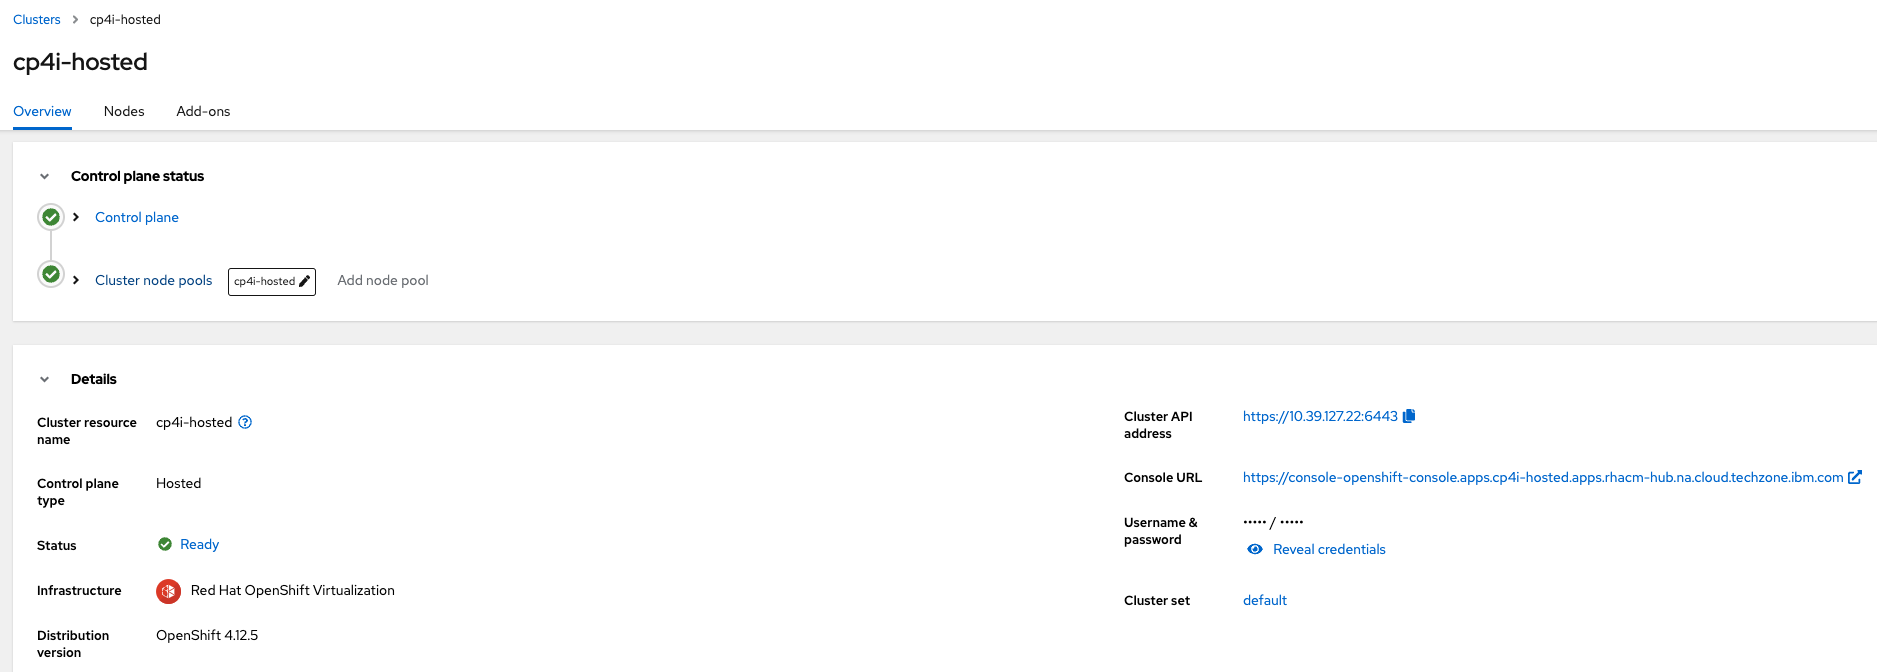 Clusters > cp4i-hosted
cp4i-hosted
Overview Nodes Add-ons
Control plane status
Control plane
Cluster node pools cp4i-hosted Add node pool
Details
Cluster resource name cp4i-hosted
Control plane type Hosted
Status Ready
Infrastructure Red Hat OpenShift Virtualization
Distribution version OpenShift 4.12.5
Cluster API address https://10.39.127.22:6443
Console URL https://console-openshift-console.apps.cp4i-hosted.apps.rhacm-hub.na.cloud.techzone.ibm.com
Username & password ••••• / •••••
Reveal credentials
Cluster set default